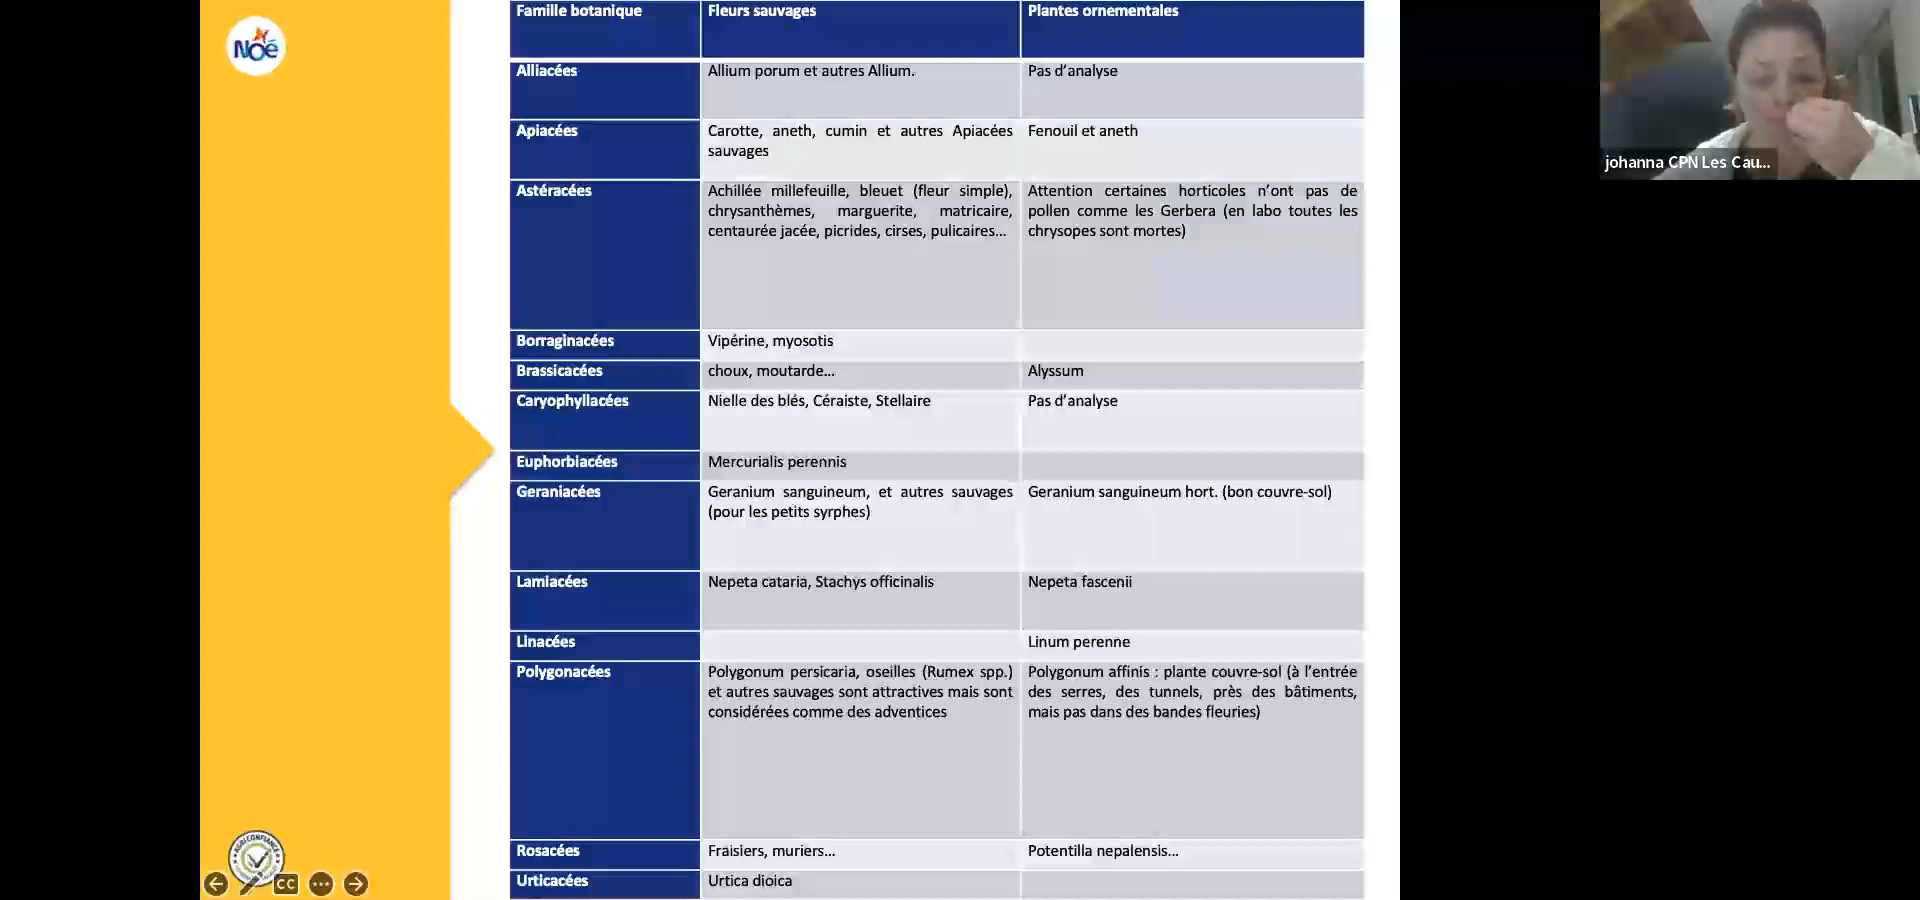 Noé
Famille botanique
Fleurs sauvages
Plantes ornementales
Alliacées
Allium porum et autres Allium.
Pas d’analyse
Apiacées
Carotte, aneth, cumin et autres Apiacées
sauvages
Fenouil et aneth
Astéracées
Achillée millefeuille, bleuet (fleur simple),
chrysanthèmes, marguerite, matricaire,
centaurée jacée, picrides, cirses, pulicaires...
Attention certaines horticoles n’ont pas de
pollen comme les Gerbera (en labo toutes les
chrysopes sont mortes)
Borraginacées
Vipérine, myosotis
Brassicacées
choux, moutarde...
Alyssum
Caryophyllacées
Nielle des blés, Céraiste, Stellaire
Pas d’analyse
Euphorbiacées
Mercurialis perennis
Geraniacées
Geranium sanguineum, et autres sauvages
(pour les petits syrphes)
Geranium sanguineum hort. (bon couvre-sol)
Lamiacées
Nepeta cataria, Stachys officinalis
Nepeta fascenii
Linacées
Linum perenne
Polygonacées
Polygonum persicaria, oseilles (Rumex spp.)
et autres sauvages sont attractives mais sont
considérées comme des adventices
Polygonum affinis : plante couvre-sol (à l’entrée
des serres, des tunnels, près des bâtiments,
mais pas dans des bandes fleuries)
Rosacées
Fraisiers, muriers...
Potentilla nepalensis...
Urticacées
Urtica dioica
johanna CPN Les Cau...
AGRI CONFIANCE
CC